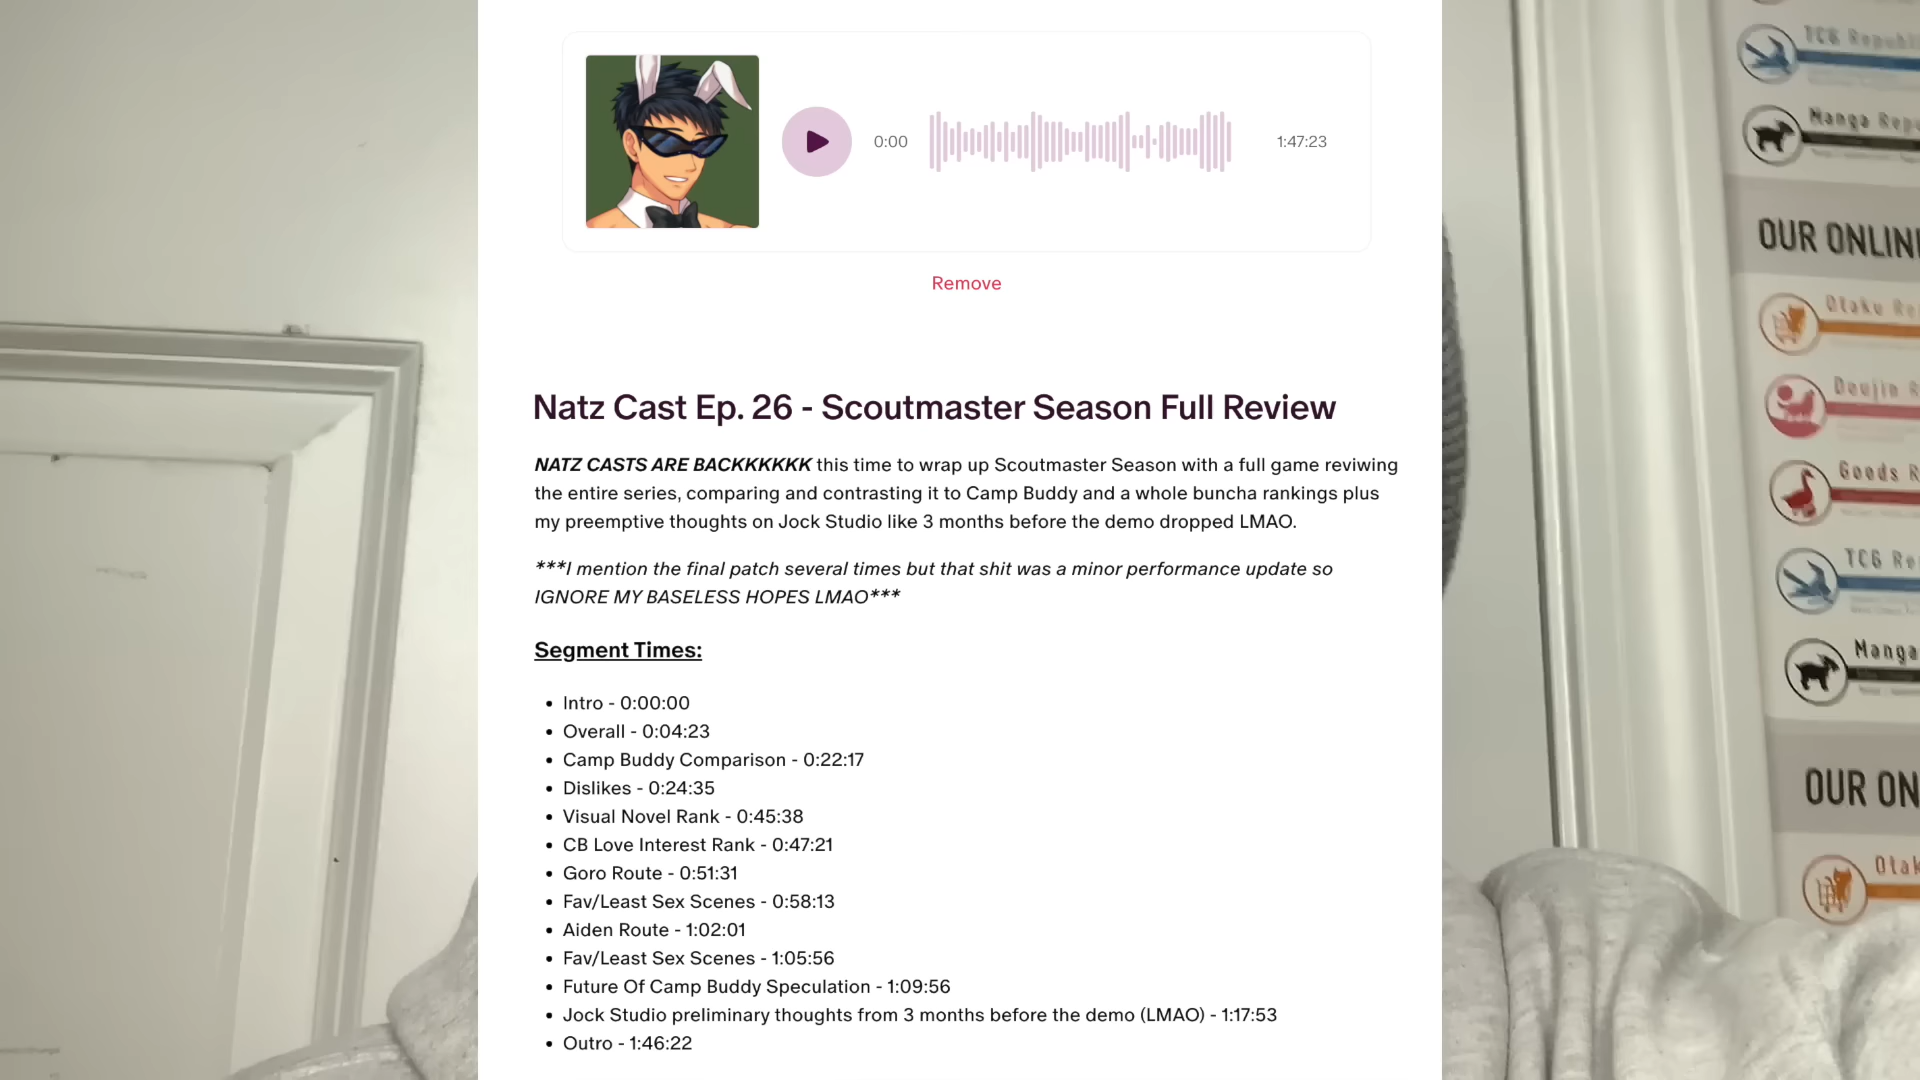 0:00
1:47:23
Remove
Natz Cast Ep. 26 - Scoutmaster Season Full Review
NATZ CASTS ARE BACKKKKKK this time to wrap up Scoutmaster Season with a full game reviwing
the entire series, comparing and contrasting it to Camp Buddy and a whole buncha rankings plus
my preemptive thoughts on Jock Studio like 3 months before the demo dropped LMAO.
***I mention the final patch several times but that shit was a minor performance update so
IGNORE MY BASELESS HOPES LMAO***
Segment Times:
• Intro - 0:00:00
• Overall - 0:04:23
• Camp Buddy Comparison - 0:22:17
• Dislikes - 0:24:35
• Visual Novel Rank - 0:45:38
• CB Love Interest Rank - 0:47:21
• Goro Route - 0:51:31
• Fav/Least Sex Scenes - 0:58:13
• Aiden Route - 1:02:01
• Fav/Least Sex Scenes - 1:05:56
• Future Of Camp Buddy Speculation - 1:09:56
• Jock Studio preliminary thoughts from 3 months before the demo (LMAO) - 1:17:53
• Outro - 1:46:22
TCG
Manga
OUR
Otaku
Goods
TCG
Manga
OUR